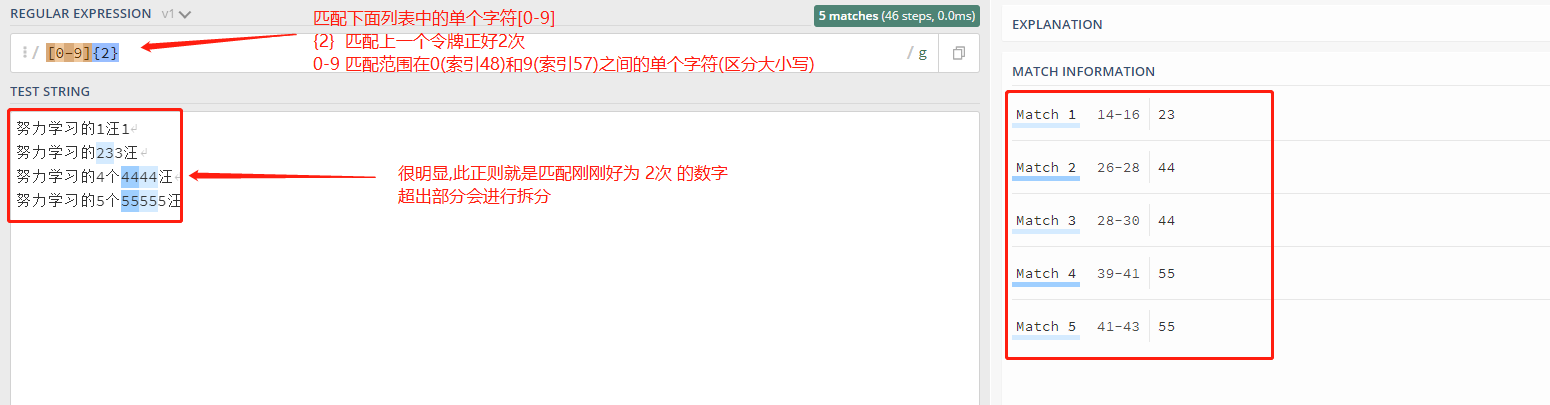 REGULAR EXPRESSION v1
匹配下面列表中的单个字符[0-9]
5 matches (46 steps, 0.0ms)
/ [0-9]{2} / g
{2} 匹配上一个令牌正好2次
0-9 匹配范围在0(索引48)和9(索引57)之间的单个字符(区分大小写)
TEST STRING
努力学习的1汪1
努力学习的233汪
努力学习的4个4444汪
努力学习的5个55555汪
很明显,此正则就是匹配刚刚好为 2次 的数字
超出部分会进行拆分
EXPLANATION
MATCH INFORMATION
Match 1 14-16 23
Match 2 26-28 44
Match 3 28-30 44
Match 4 39-41 55
Match 5 41-43 55